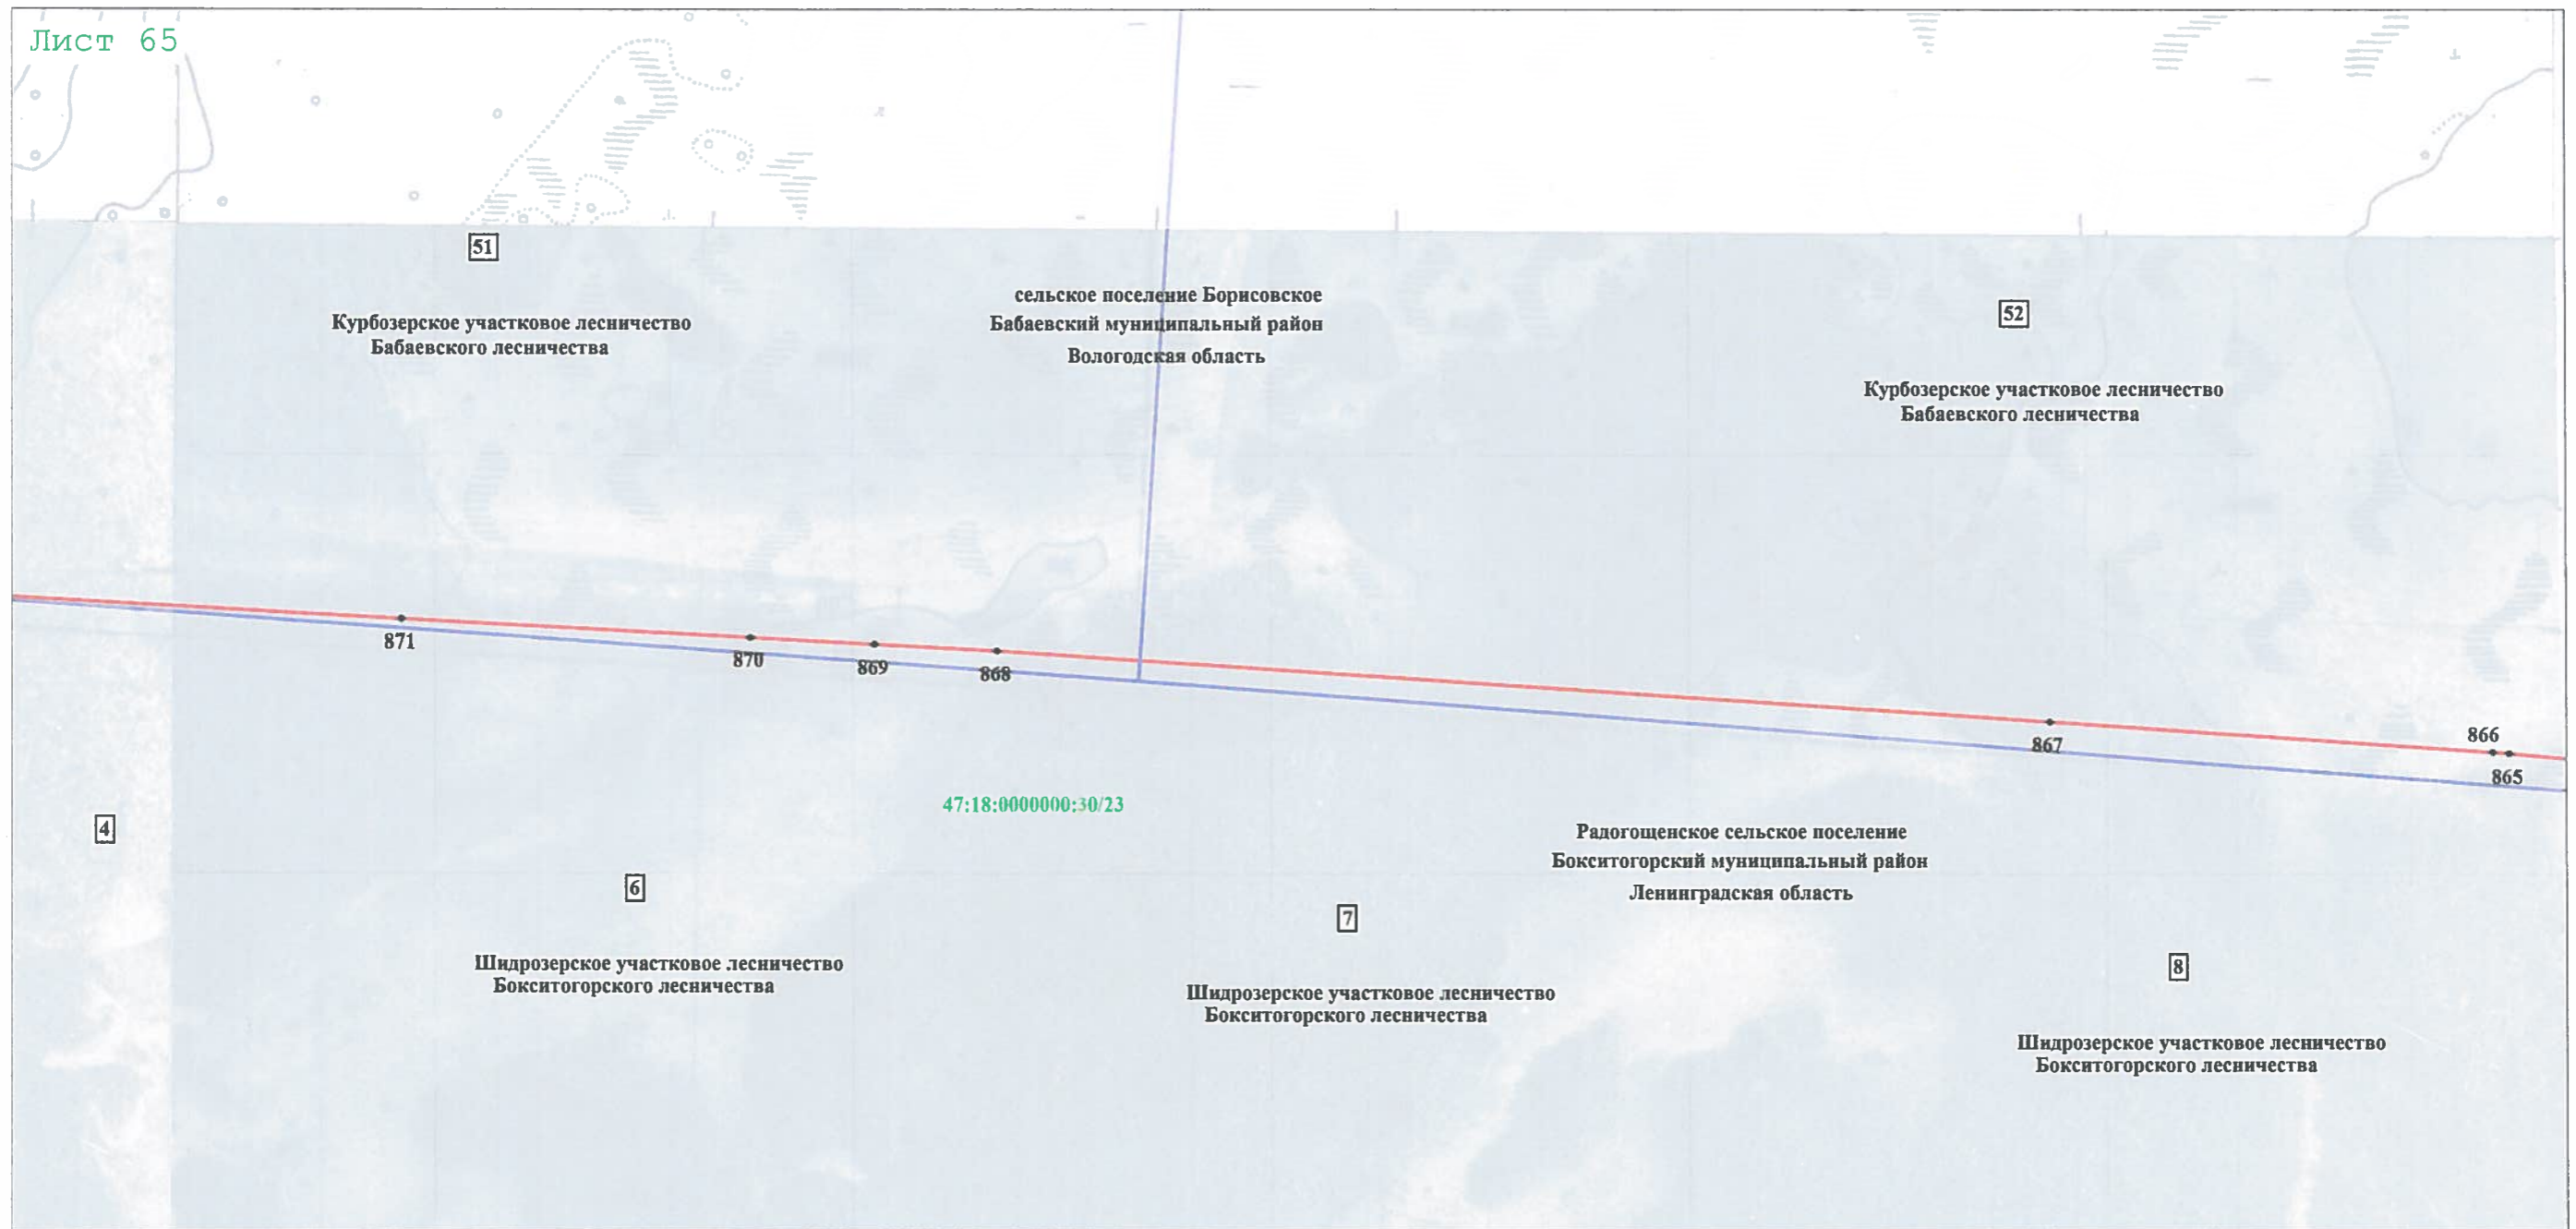 Лист 65
51
Курбозерское участковое лесничество
Бабаевского лесничества
сельское поселение Борисовское
Бабаевский муниципальный район
Вологодская область
52
Курбозерское участковое лесничество
Бабаевского лесничества
871
870
869
868
867
866
865
47:18:0000000:30/23
4
6
Шидрозерское участковое лесничество
Бокситогорского лесничества
7
Шидрозерское участковое лесничество
Бокситогорского лесничества
Радогощенское сельское поселение
Бокситогорский муниципальный район
Ленинградская область
8
Шидрозерское участковое лесничество
Бокситогорского лесничества